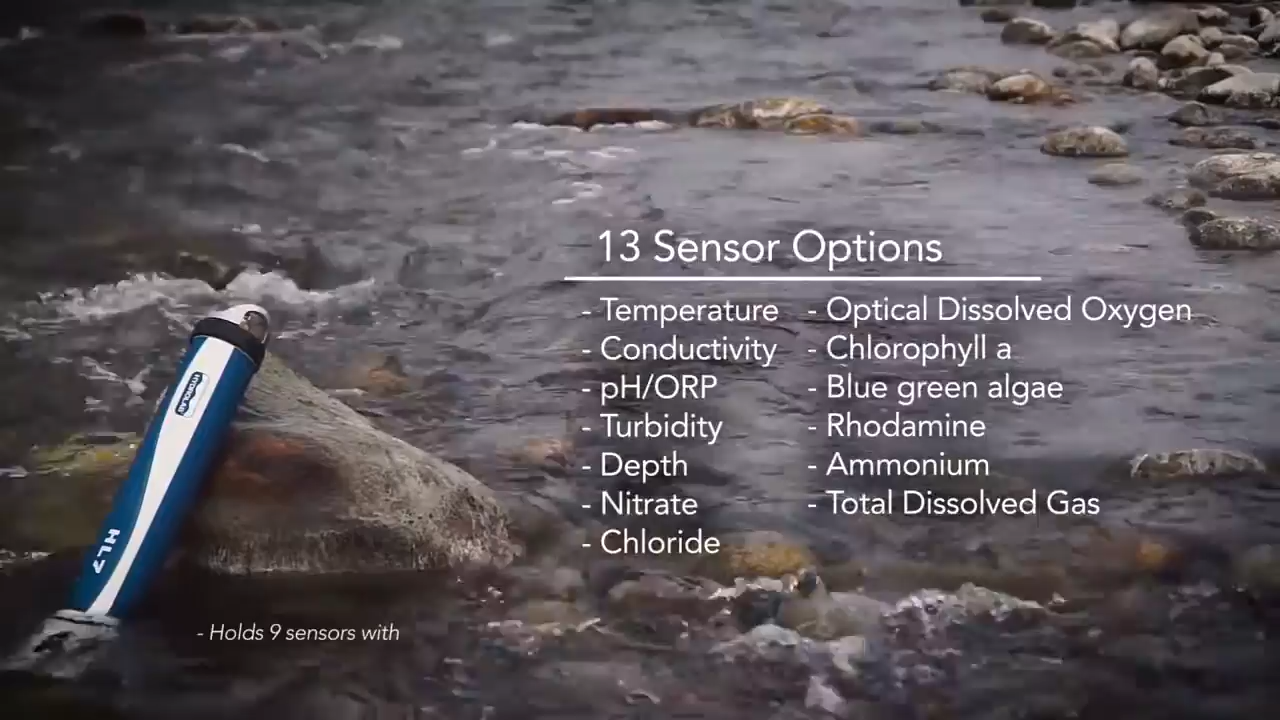 13 Sensor Options
- Temperature
- Conductivity
- pH/ORP
- Turbidity
- Depth
- Nitrate
- Chloride
- Optical Dissolved Oxygen
- Chlorophyll a
- Blue green algae
- Rhodamine
- Ammonium
- Total Dissolved Gas
HYDROLAB
HL7
- Holds 9 sensors with